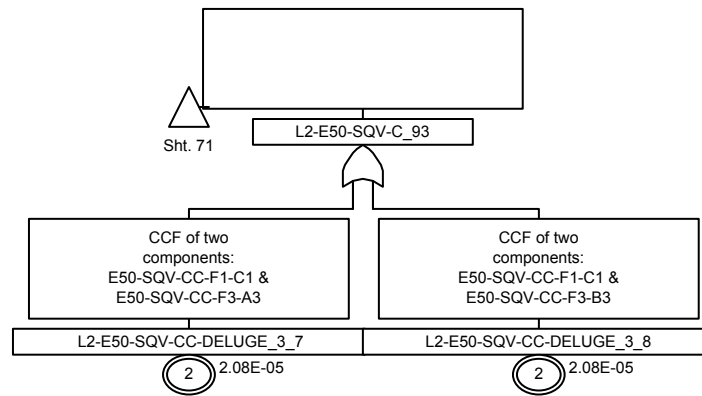 Sht. 71
L2-E50-SQV-C_93
CCF of two
components:
E50-SQV-CC-F1-C1 &
E50-SQV-CC-F3-A3
CCF of two
components:
E50-SQV-CC-F1-C1 &
E50-SQV-CC-F3-B3
L2-E50-SQV-CC-DELUGE_3_7
L2-E50-SQV-CC-DELUGE_3_8
2
2.08E-05
2
2.08E-05